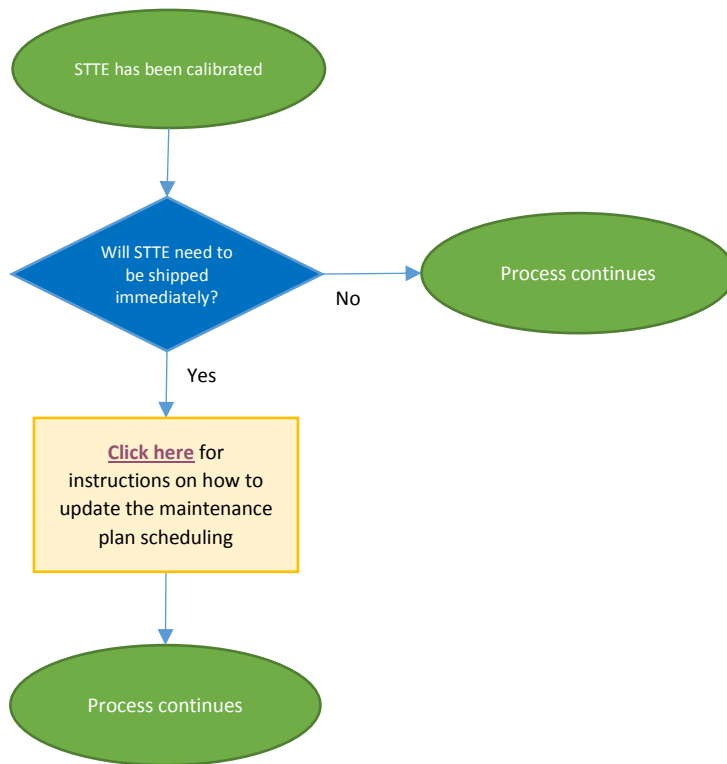 STTE has been calibrated
Will STTE need to
be shipped
immediately?
Process continues
No
Yes
Click here for
instructions on how to
update the maintenance
plan scheduling
Process continues